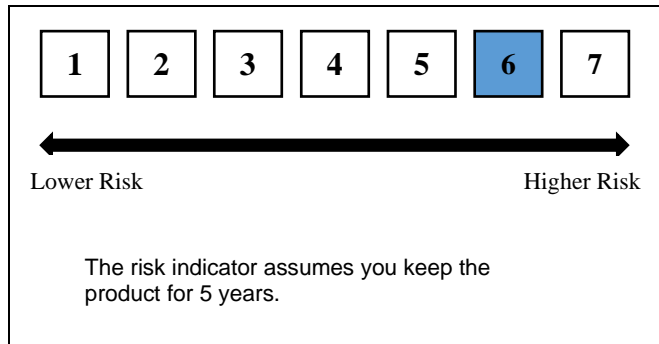 1 2 3 4 5 6 7
Lower Risk Higher Risk
The risk indicator assumes you keep the
product for 5 years.